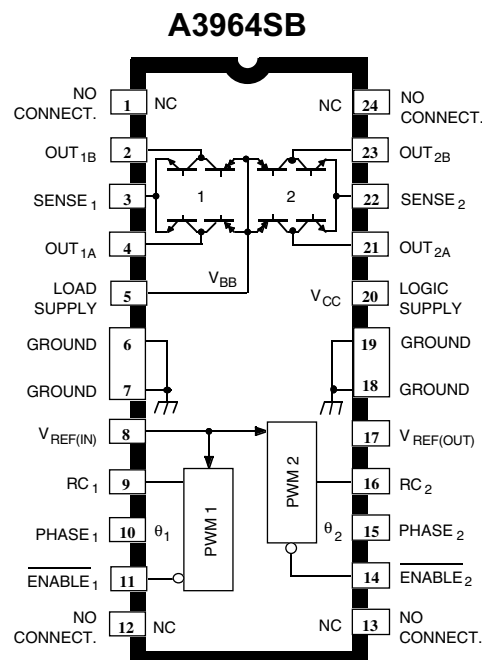 A3964SB
NO CONNECT. 1 NC NC 24 NO CONNECT.
OUT1B 2 23 OUT2B
SENSE1 3 1 2 22 SENSE2
OUT1A 4 21 OUT2A
LOAD SUPPLY 5 VBB VCC 20 LOGIC SUPPLY
GROUND 6 19 GROUND
GROUND 7 18 GROUND
VREF(IN) 8 17 VREF(OUT)
RC1 9 PWM 1 PWM 2 16 RC2
PHASE1 10 θ1 θ2 15 PHASE2
ENABLE1 11 14 ENABLE2
NO CONNECT. 12 NC NC 13 NO CONNECT.